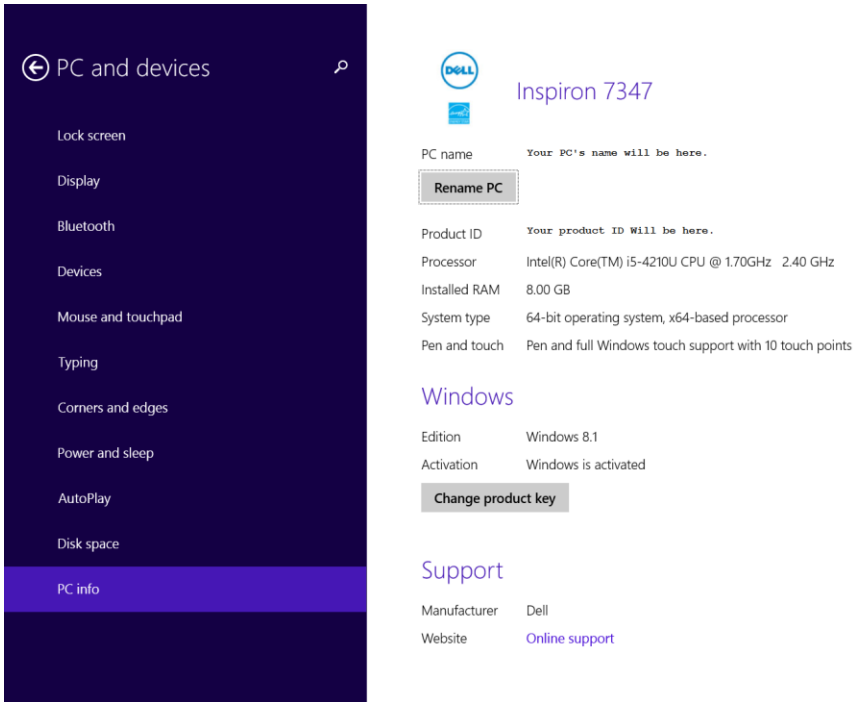 PC and devices
Lock screen
Display
Bluetooth
Devices
Mouse and touchpad
Typing
Corners and edges
Power and sleep
AutoPlay
Disk space
PC info
DELL
Inspiron 7347
PC name Your PC's name will be here.
Rename PC
Product ID Your product ID Will be here.
Processor Intel(R) Core(TM) i5-4210U CPU @ 1.70GHz 2.40 GHz
Installed RAM 8.00 GB
System type 64-bit operating system, x64-based processor
Pen and touch Pen and full Windows touch support with 10 touch points
Windows
Edition Windows 8.1
Activation Windows is activated
Change product key
Support
Manufacturer Dell
Website Online support